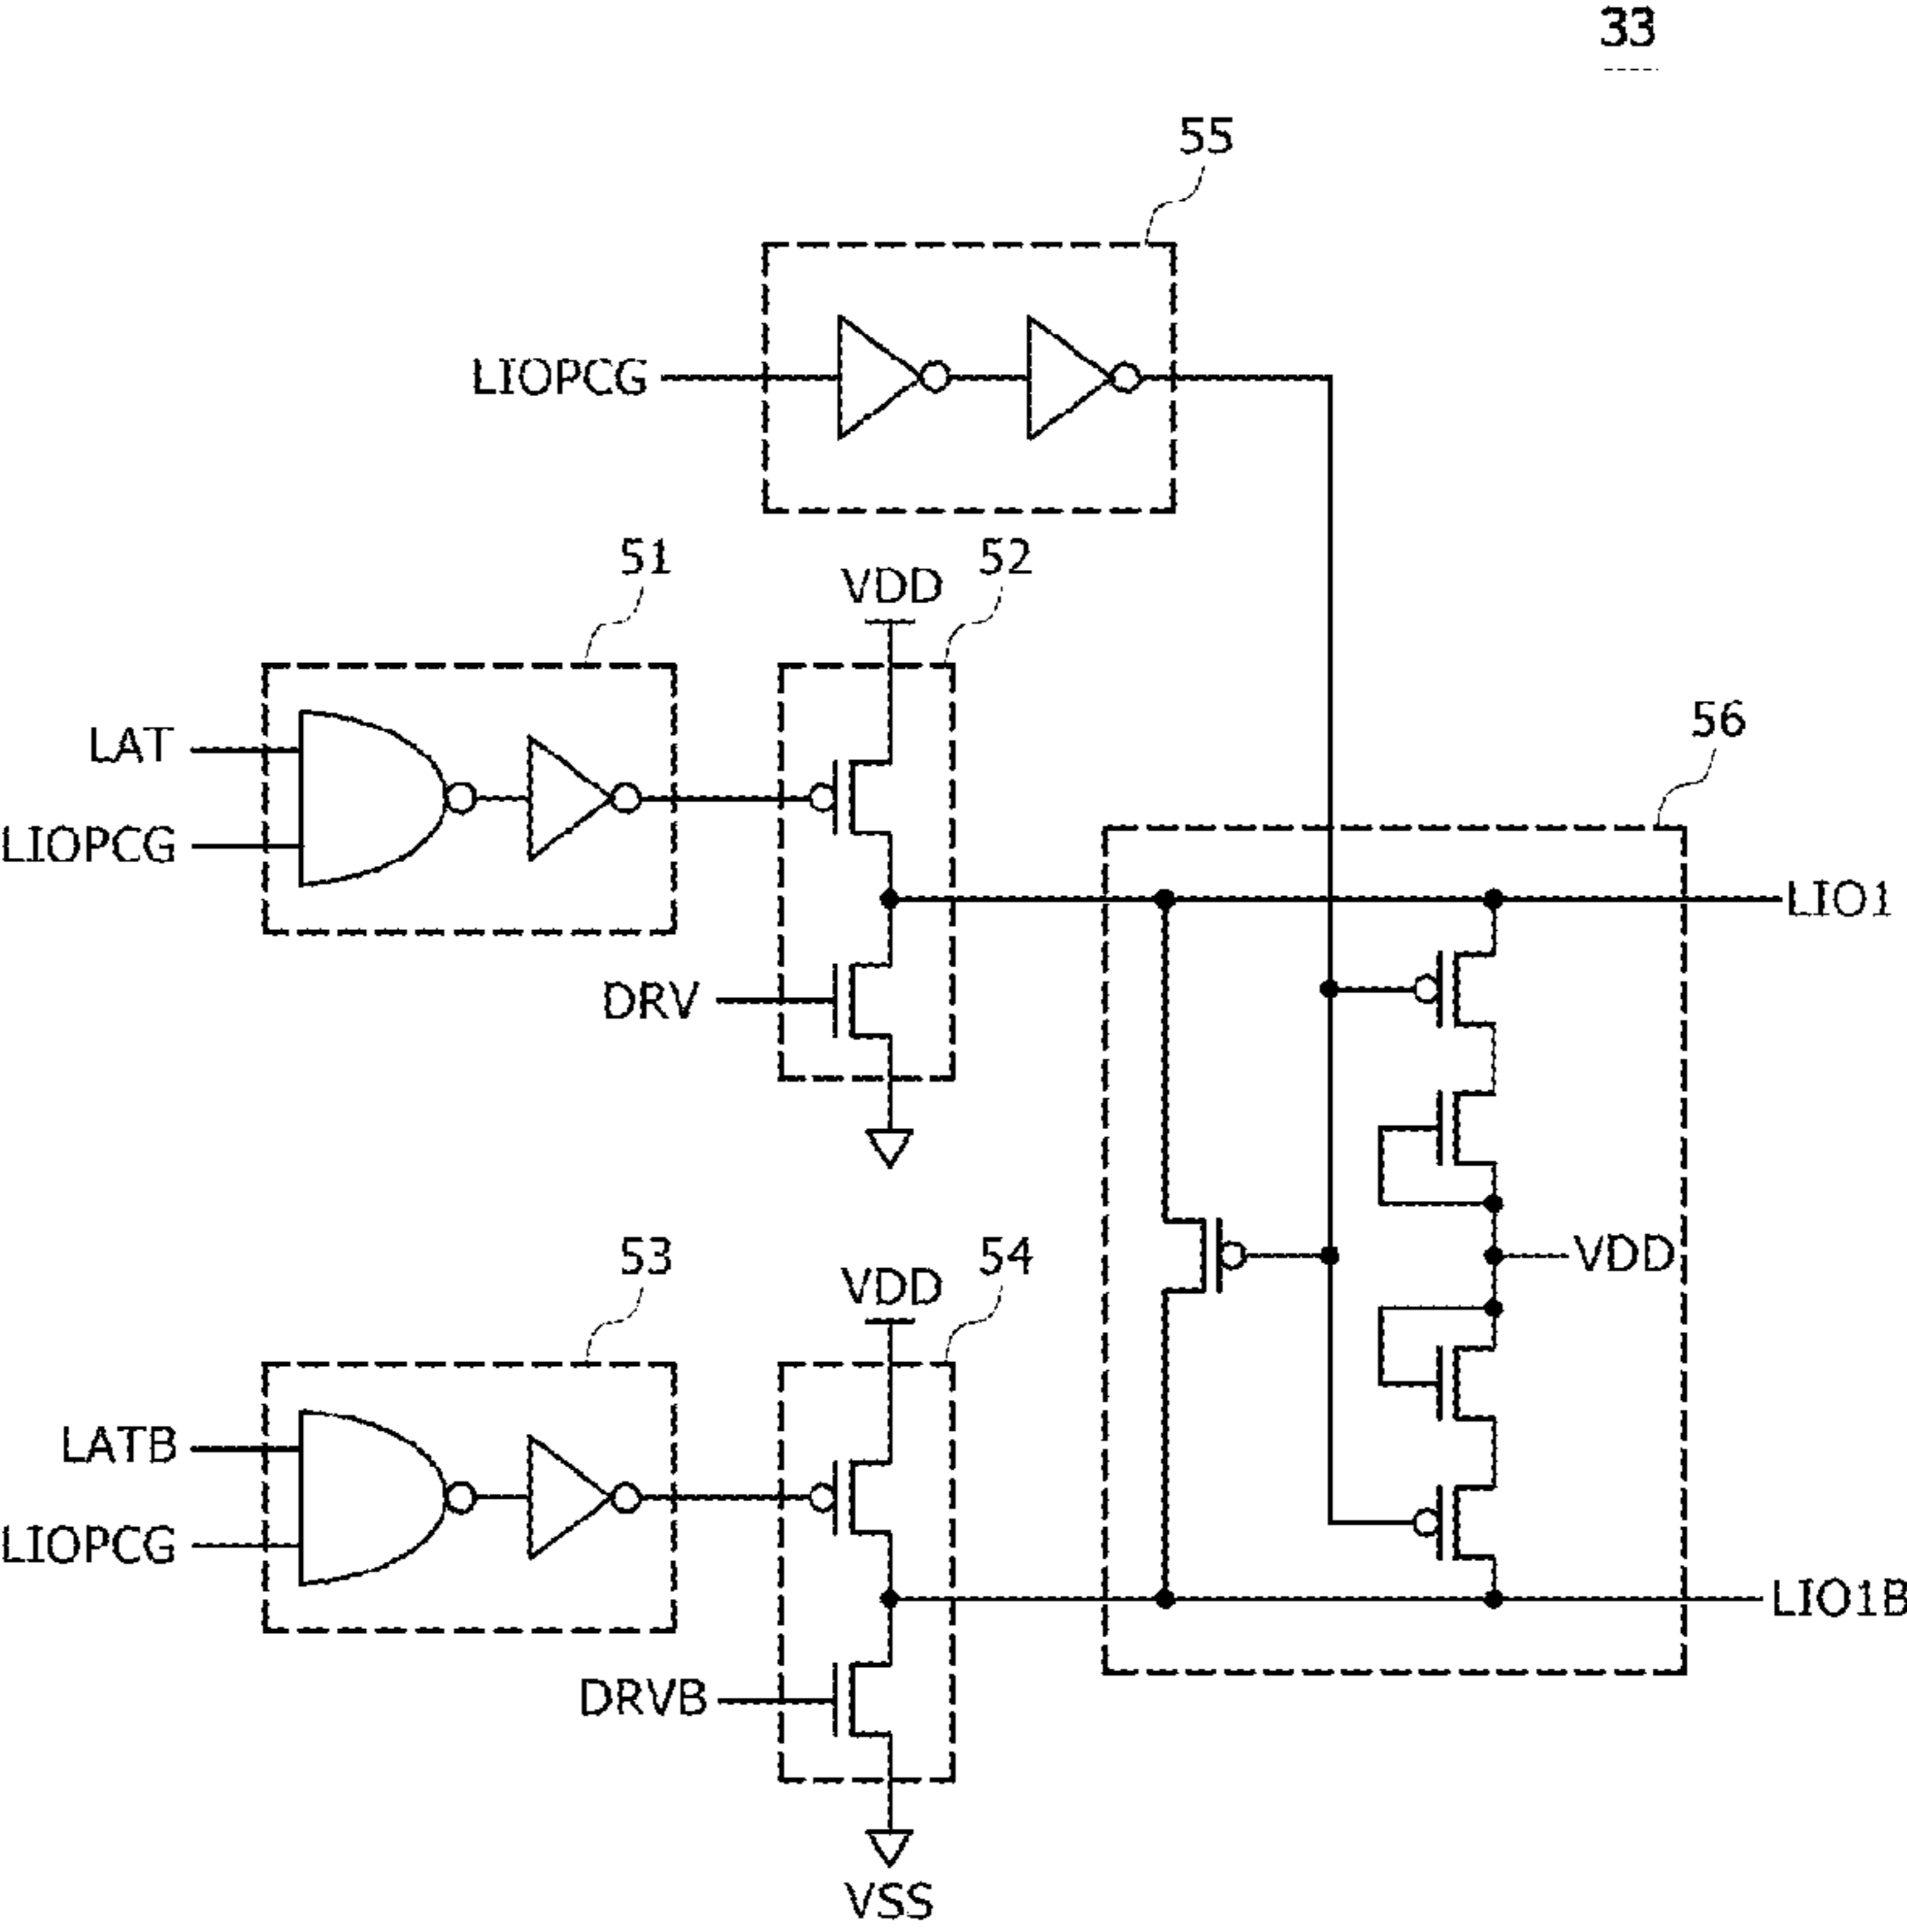 33
55
LIOPCG
51
52
VDD
LAT
LIOPCG
56
LIO1
DRV
53
54
VDD
VDD
LATB
LIOPCG
LIO1B
DRVB
VSS